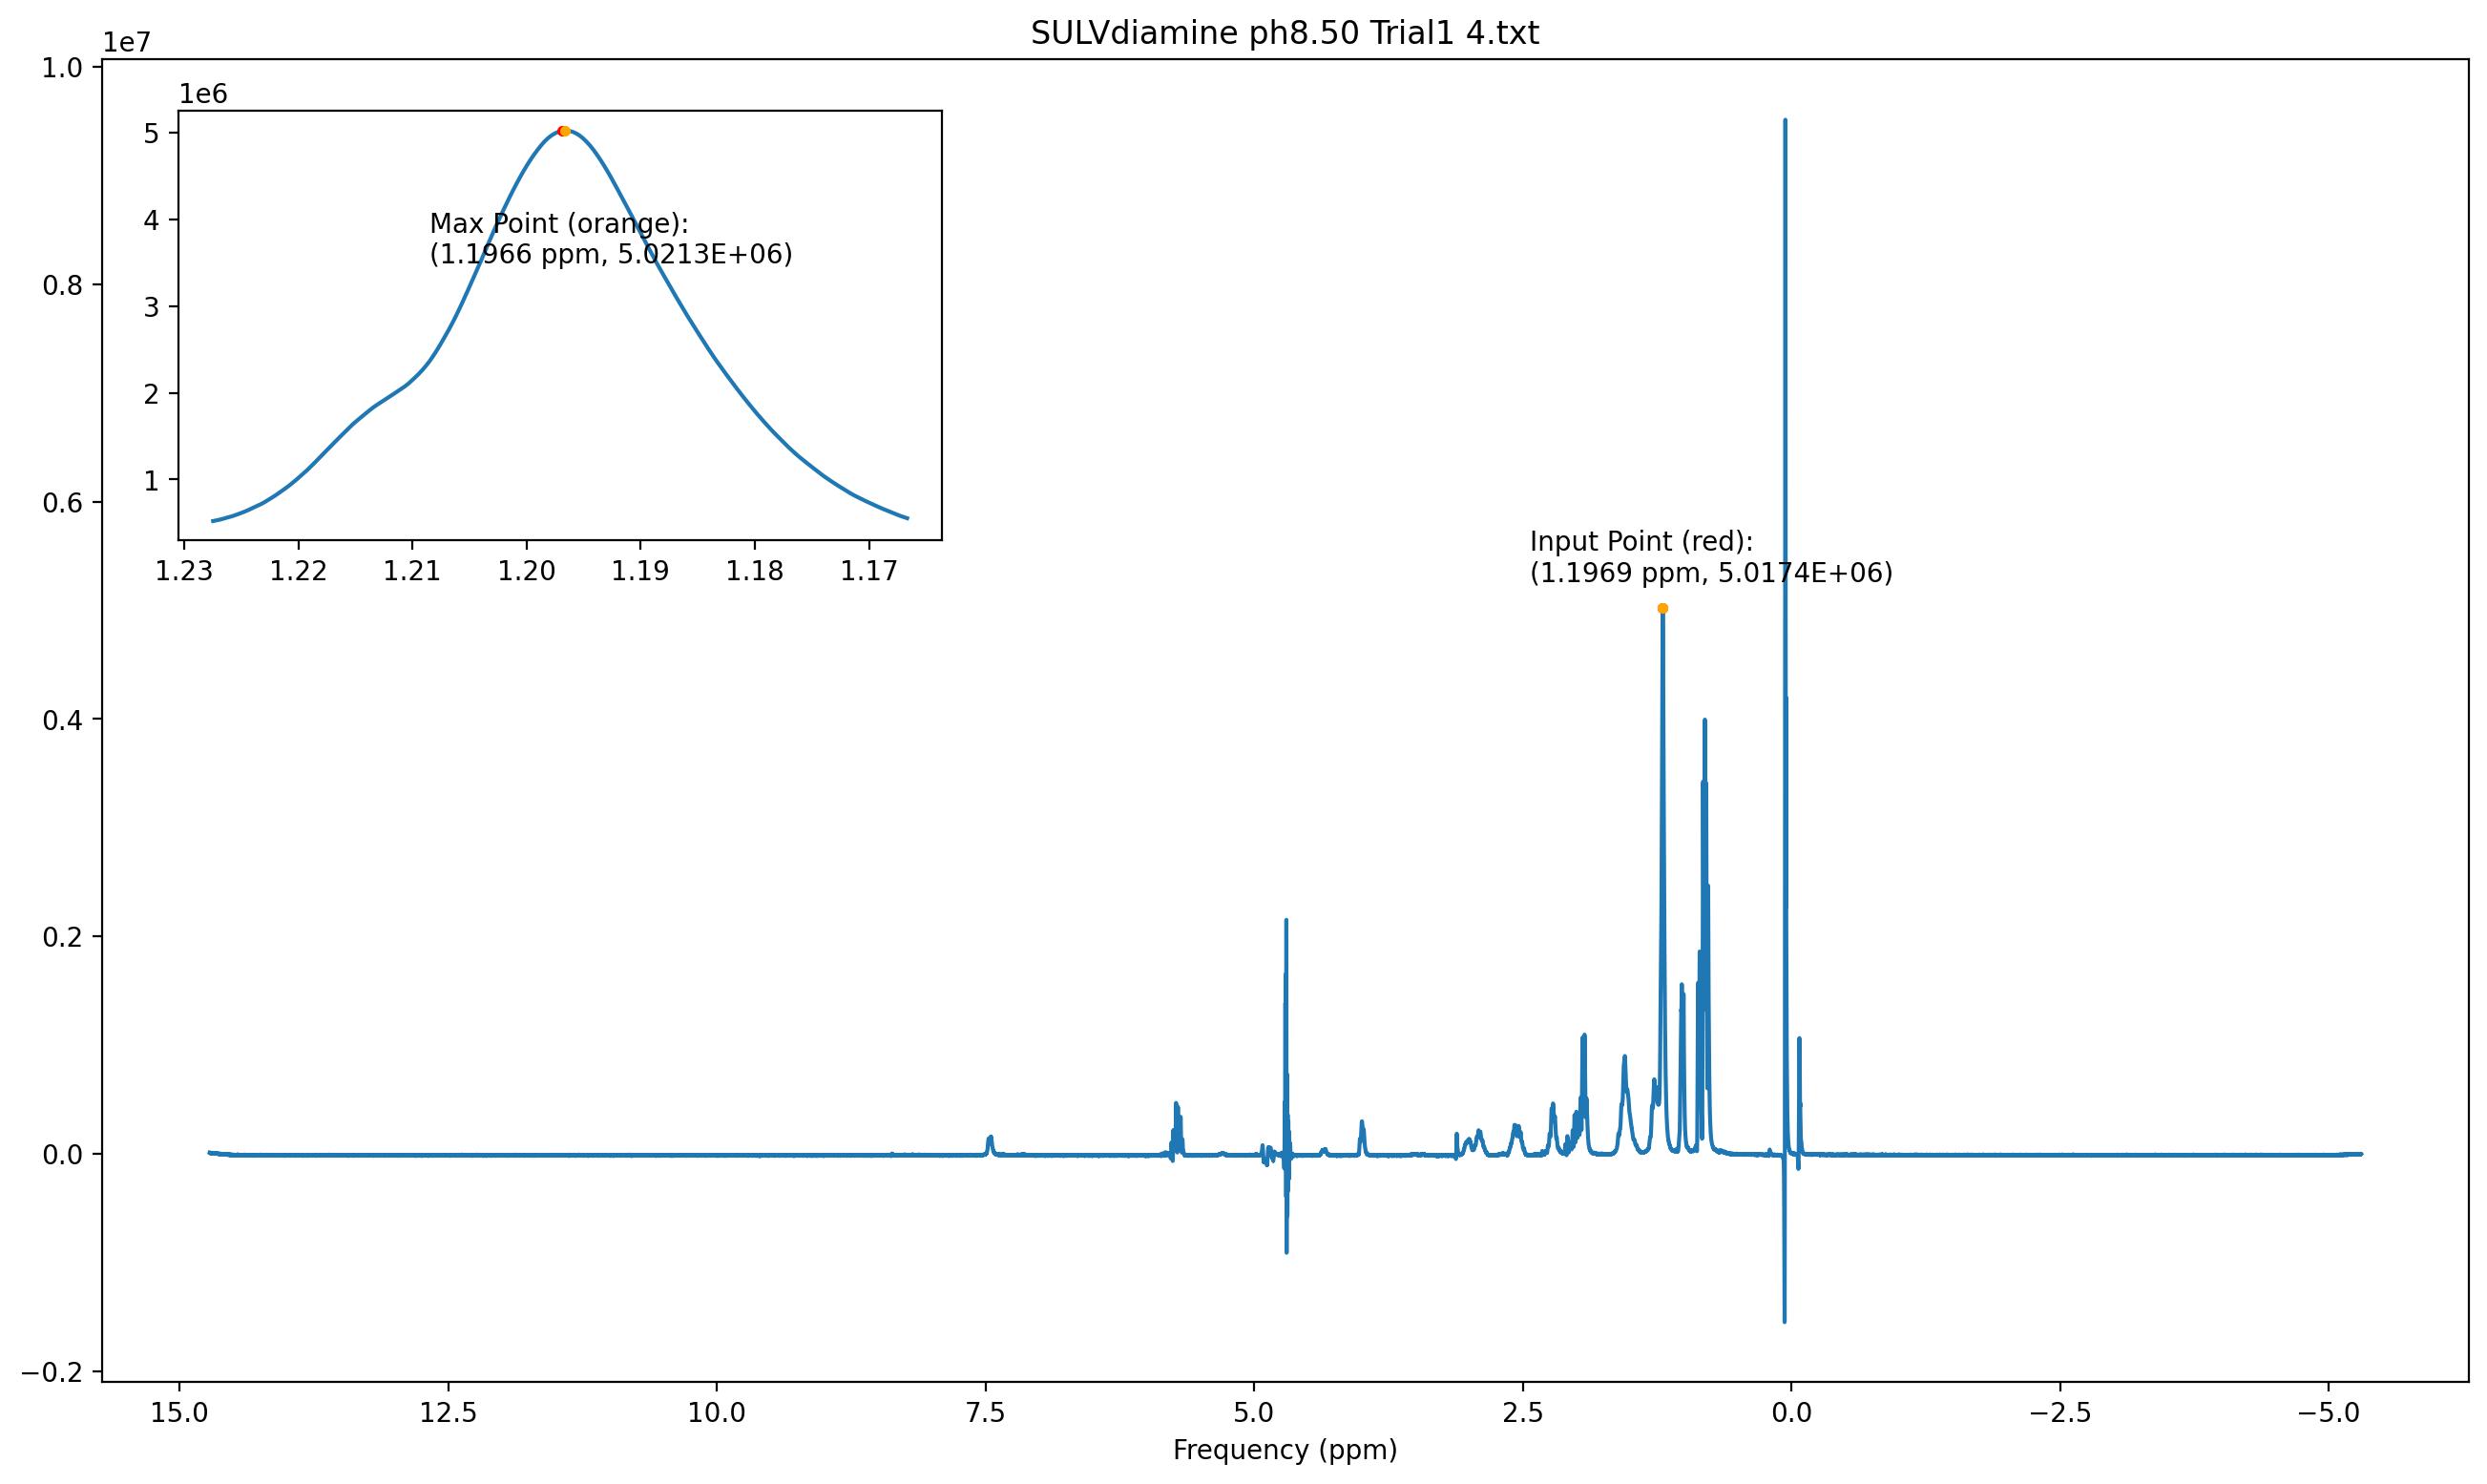 SULVdiamine ph8.50 Trial1 4.txt
1e7
1.0
0.8
0.6
0.4
0.2
0.0
−0.2
1e6
5
4
3
2
1
Max Point (orange):
(1.1966 ppm, 5.0213E+06)
1.23 1.22 1.21 1.20 1.19 1.18 1.17
Input Point (red):
(1.1969 ppm, 5.0174E+06)
15.0 12.5 10.0 7.5 5.0 2.5 0.0 −2.5 −5.0
Frequency (ppm)